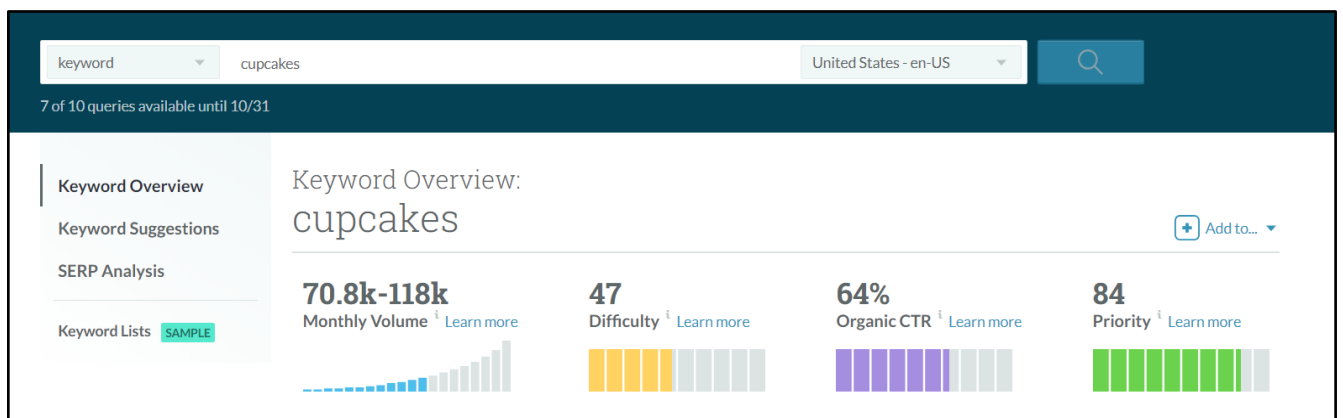 keyword cupcakes United States - en-US
7 of 10 queries available until 10/31
Keyword Overview
Keyword Suggestions
SERP Analysis
Keyword Lists SAMPLE
Keyword Overview:
cupcakes
Add to...
70.8k-118k 47 64% 84
Monthly Volume i Learn more Difficulty i Learn more Organic CTR i Learn more Priority i Learn more